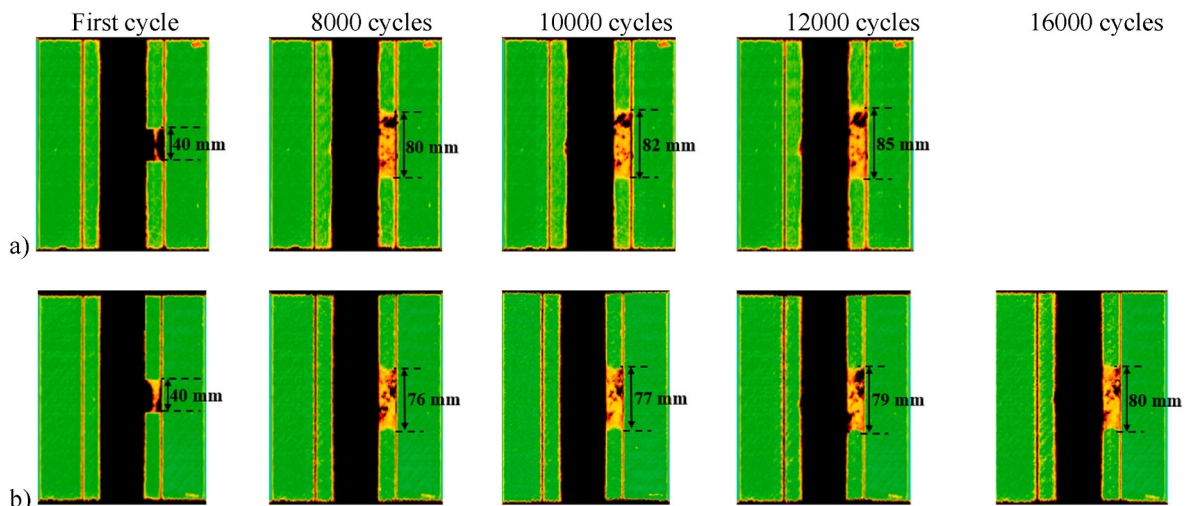 First cycle 8000 cycles 10000 cycles 12000 cycles 16000 cycles
40 mm 80 mm 82 mm 85 mm
a)
40 mm 76 mm 77 mm 79 mm 80 mm
b)